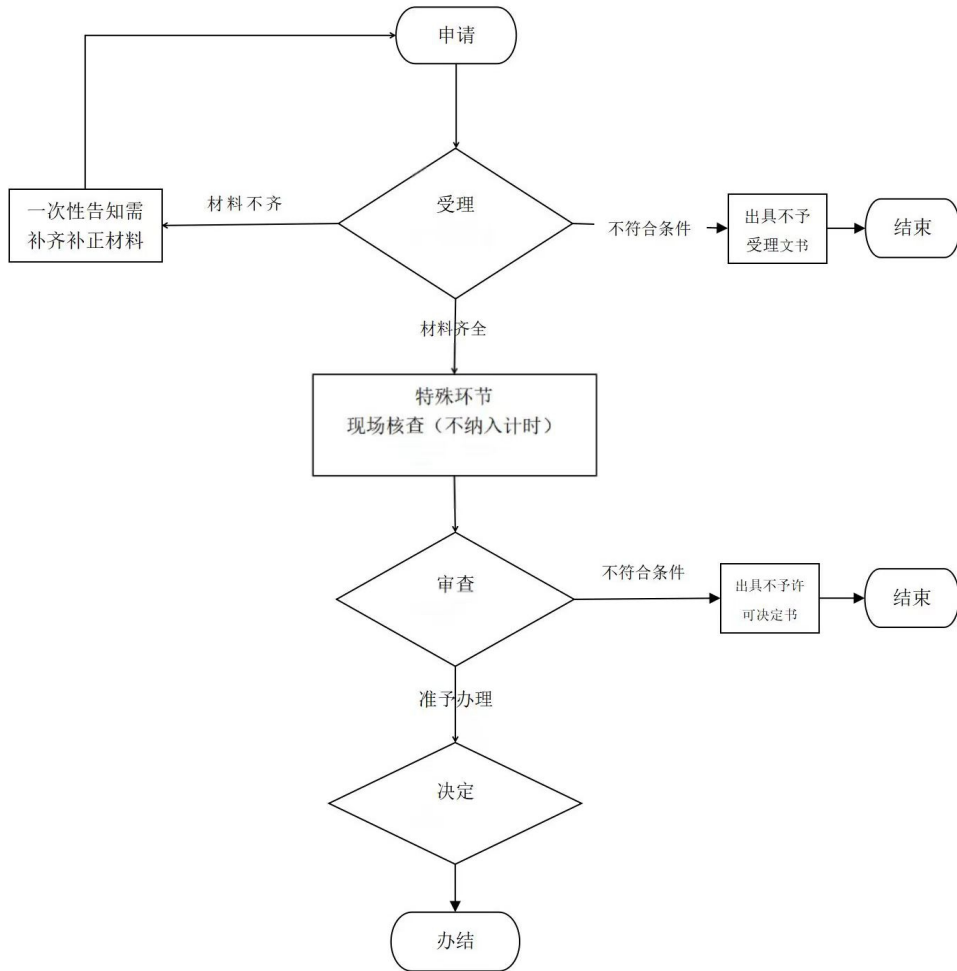 申请
受理
材料不齐
一次性告知需
补齐补正材料
不符合条件
出具不予
受理文书
结束
材料齐全
特殊环节
现场核查（不纳入计时）
审查
不符合条件
出具不予许
可决定书
结束
准予办理
决定
办结